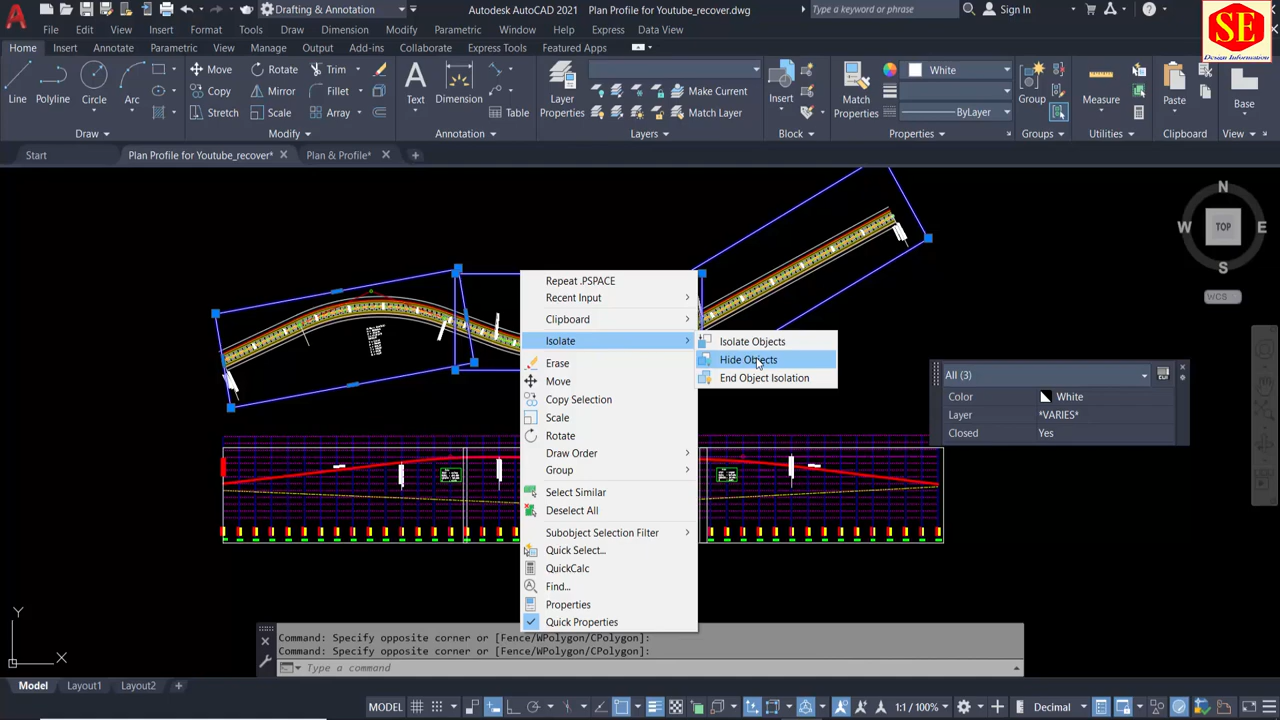 Drafting & Annotation
Autodesk AutoCAD 2021
Plan Profile for Youtube_recover.dwg
Type a keyword or phrase
Sign In
SE
Design Information
File Edit View Insert Format Tools Draw Dimension Modify Parametric Window Help Express Data View
Home Insert Annotate Parametric View Manage Output Add-ins Collaborate Express Tools Featured Apps
Line
Polyline
Circle
Arc
Move
Rotate
Trim
Copy
Mirror
Fillet
Stretch
Scale
Array
Text
Dimension
Table
Layer
Properties
Make Current
Match Layer
Insert
Match
Properties
White
ByLayer
Group
Measure
Paste
Base
Draw
Modify
Annotation
Layers
Block
Properties
Groups
Utilities
Clipboard
View
Start
Plan Profile for Youtube_recover*
Plan & Profile*
N
W
TOP
E
S
WCS
Repeat .PSPACE
Recent Input
Clipboard
Isolate
Erase
Move
Copy Selection
Scale
Rotate
Draw Order
Group
Select Similar
Deselect All
Subobject Selection Filter
Quick Select...
QuickCalc
Find...
Properties
Quick Properties
Isolate Objects
Hide Objects
End Object Isolation
All (3)
Color White
Layer *VARIES*
Closed Yes
Y
X
Command: Specify opposite corner or [Fence/WPolygon/CPolygon]:
Command: Specify opposite corner or [Fence/WPolygon/CPolygon]:
Type a command
Model Layout1 Layout2
MODEL
1:1 / 100%
Decimal